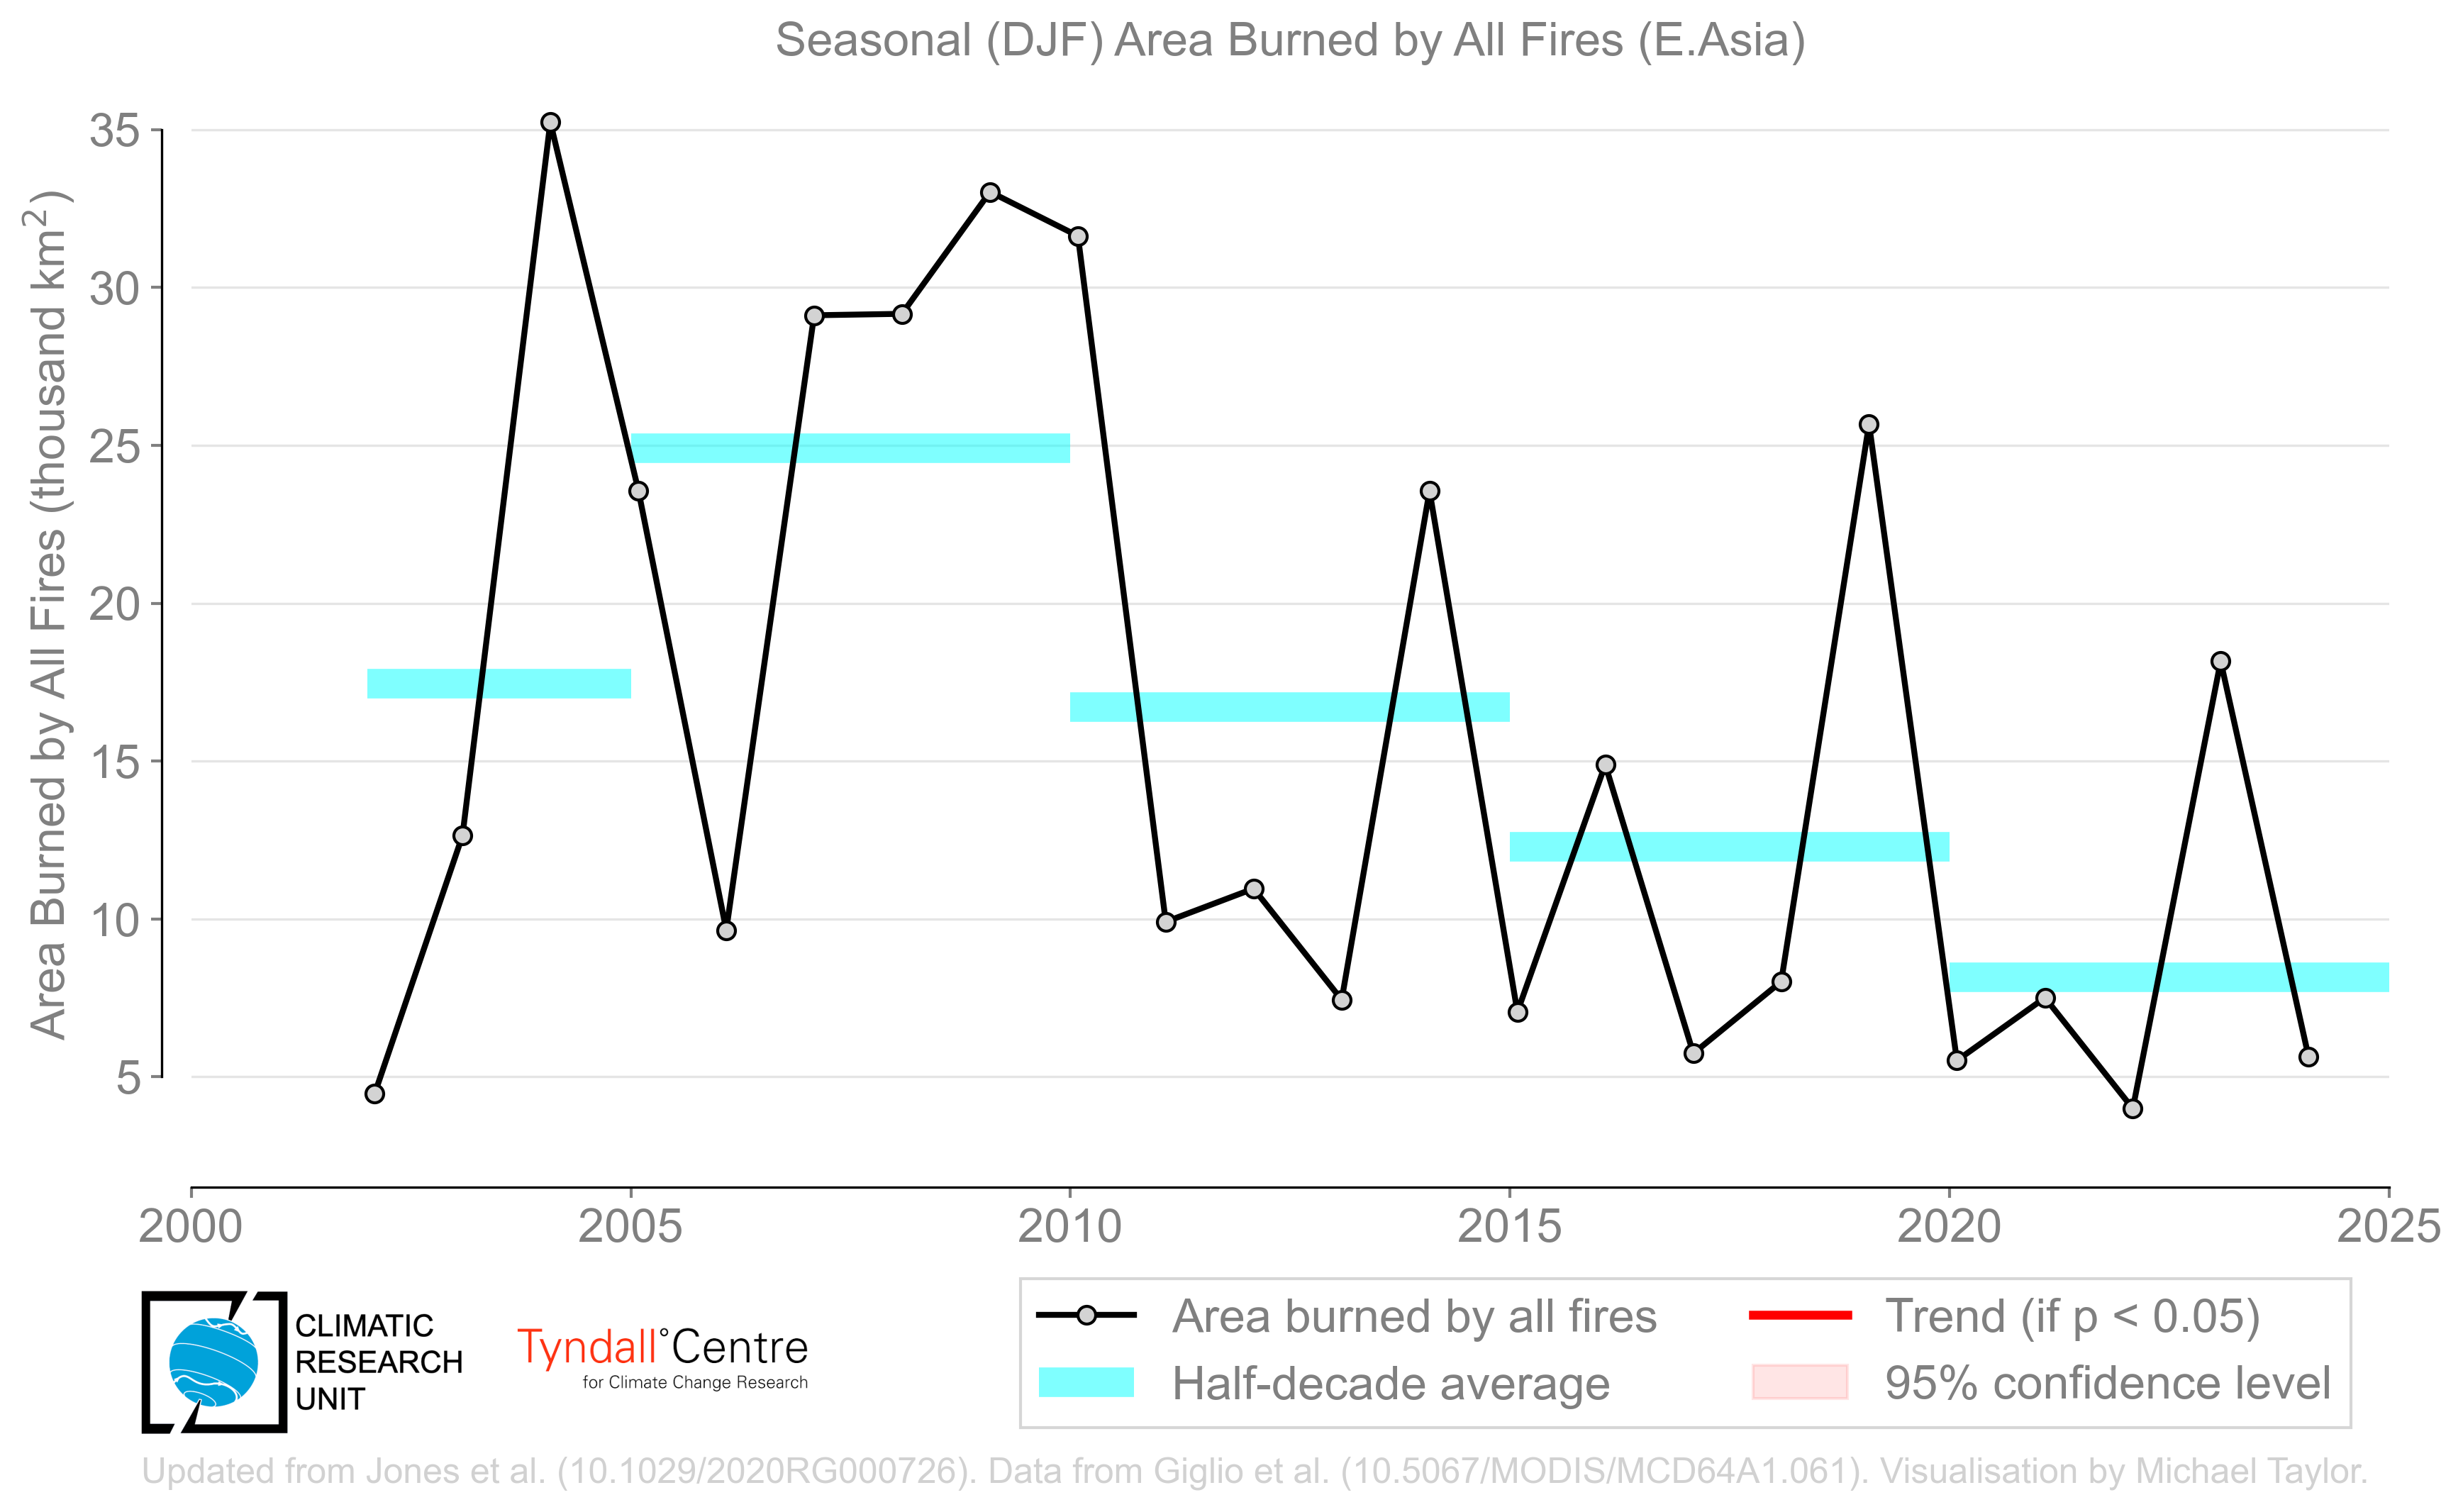 Seasonal (DJF) Area Burned by All Fires (E.Asia)
Area Burned by All Fires (thousand km²)
35
30
25
20
15
10
5
2000 2005 2010 2015 2020 2025
CLIMATIC
RESEARCH
UNIT
Tyndall°Centre
for Climate Change Research
Area burned by all fires
Half-decade average
Trend (if p < 0.05)
95% confidence level
Updated from Jones et al. (10.1029/2020RG000726). Data from Giglio et al. (10.5067/MODIS/MCD64A1.061). Visualisation by Michael Taylor.